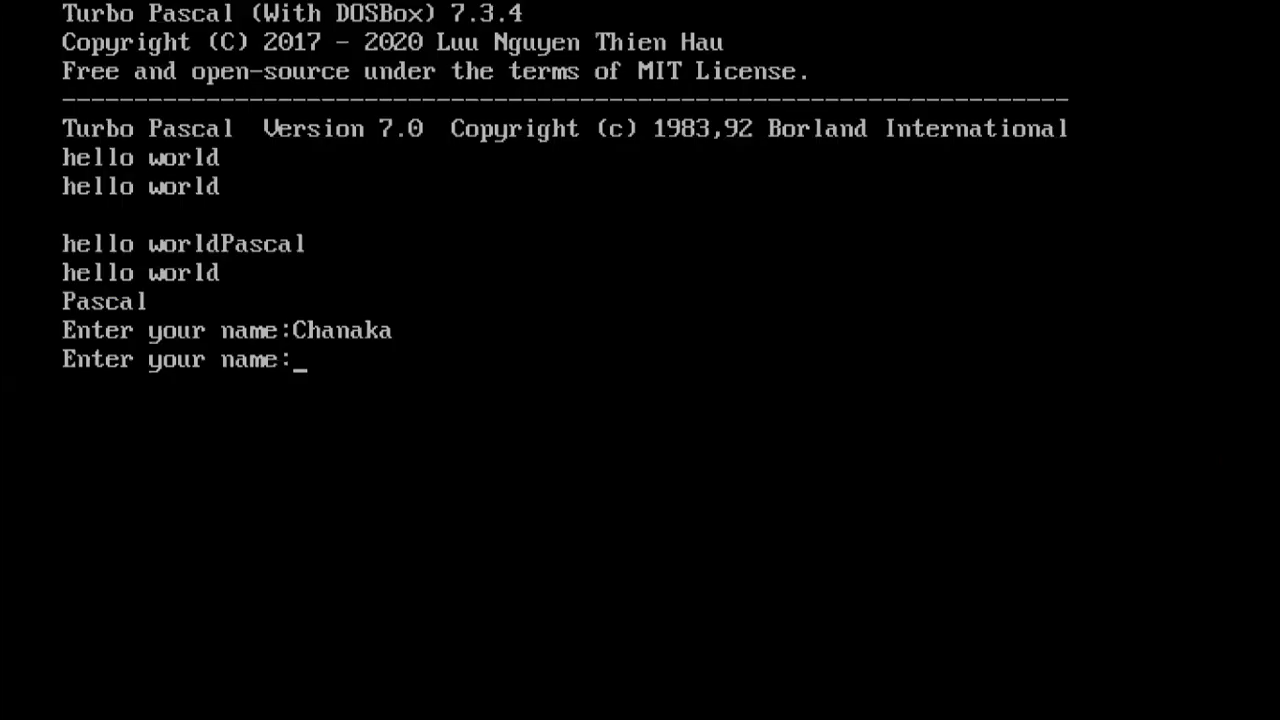 Turbo Pascal (With DOSBox) 7.3.4
Copyright (C) 2017 - 2020 Luu Nguyen Thien Hau
Free and open-source under the terms of MIT License.
----------------------------------------------------------------------
Turbo Pascal  Version 7.0  Copyright (c) 1983,92 Borland International
hello world
hello world
hello worldPascal
hello world
Pascal
Enter your name:Chanaka
Enter your name:_